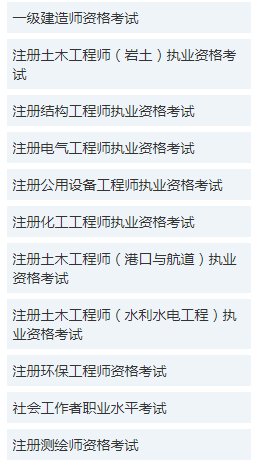 一级建造师资格考试
注册土木工程师（岩土）执业资格考
试
注册结构工程师执业资格考试
注册电气工程师执业资格考试
注册公用设备工程师执业资格考试
注册化工工程师执业资格考试
注册土木工程师（港口与航道）执业
资格考试
注册土木工程师（水利水电工程）执
业资格考试
注册环保工程师资格考试
社会工作者职业水平考试
注册测绘师资格考试